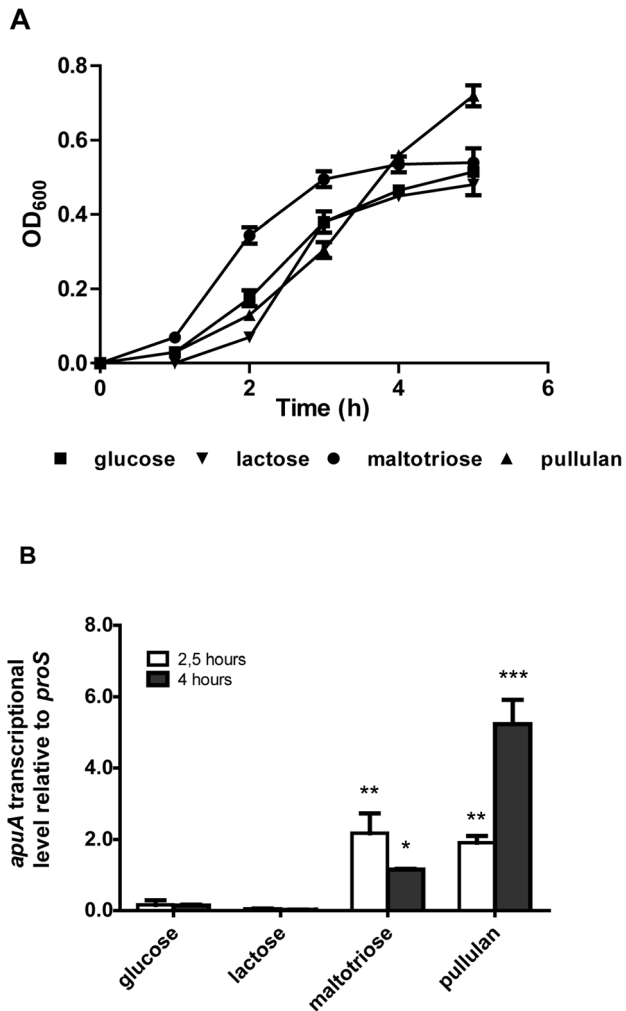 A
0.8
0.6
0.4
0.2
0.0
OD600
0 2 4 6
Time (h)
glucose lactose maltotriose pullulan
B
apuA transcriptional
level relative to proS
8.0
6.0
4.0
2.0
0.0
2,5 hours
4 hours
**
*
**
***
glucose
lactose
maltotriose
pullulan